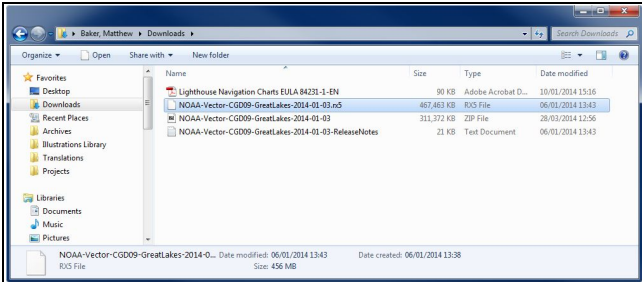 Baker, Matthew ▸ Downloads ▸
Search Downloads
Organize ▼ Open Share with ▼ New folder
Name Size Type Date modified
Favorites
Desktop
Downloads
Recent Places
Archives
Illustrations Library
Translations
Projects
Libraries
Documents
Music
Pictures
Lighthouse Navigation Charts EULA 84231-1-EN 90 KB Adobe Acrobat D... 10/01/2014 15:16
NOAA-Vector-CGD09-GreatLakes-2014-01-03.rx5 467,463 KB RX5 File 06/01/2014 13:43
NOAA-Vector-CGD09-GreatLakes-2014-01-03 311,372 KB ZIP File 28/03/2014 12:56
NOAA-Vector-CGD09-GreatLakes-2014-01-03-ReleaseNotes 21 KB Text Document 06/01/2014 13:43
NOAA-Vector-CGD09-GreatLakes-2014-0... Date modified: 06/01/2014 13:43 Date created: 06/01/2014 13:38
RX5 File Size: 456 MB